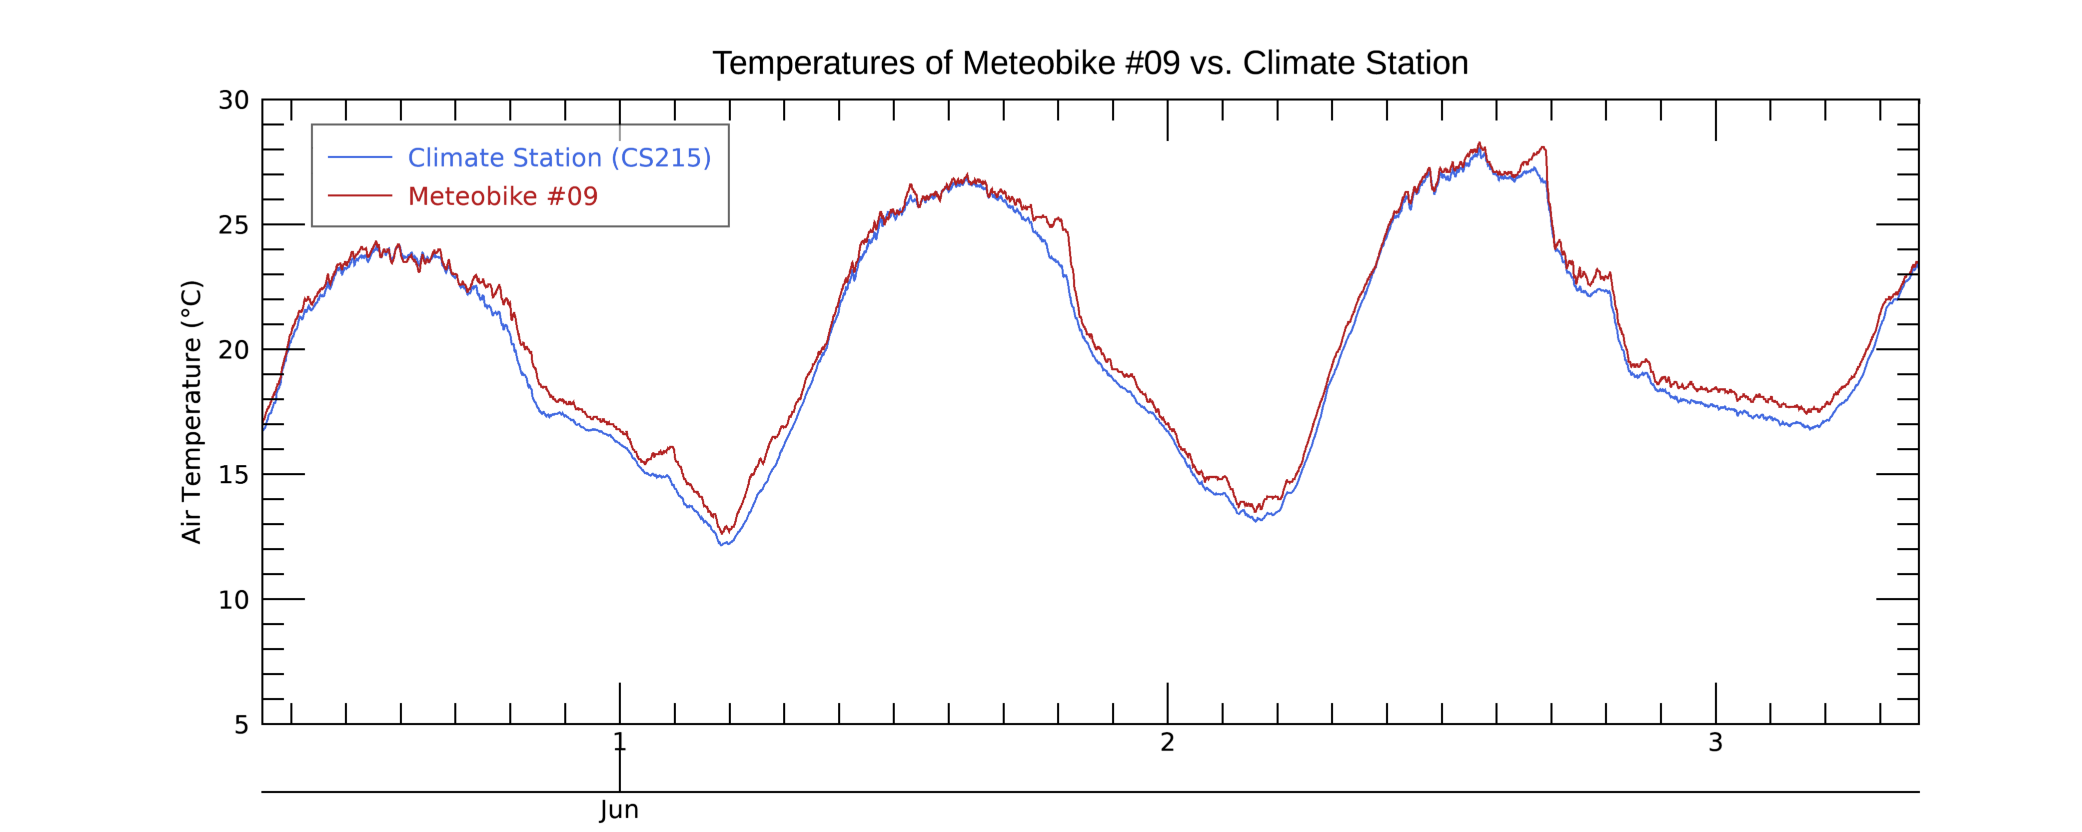 Temperatures of Meteobike #09 vs. Climate Station
30
Climate Station (CS215)
Meteobike #09
25
20
Air Temperature (°C)
15
10
5
1 2 3
Jun